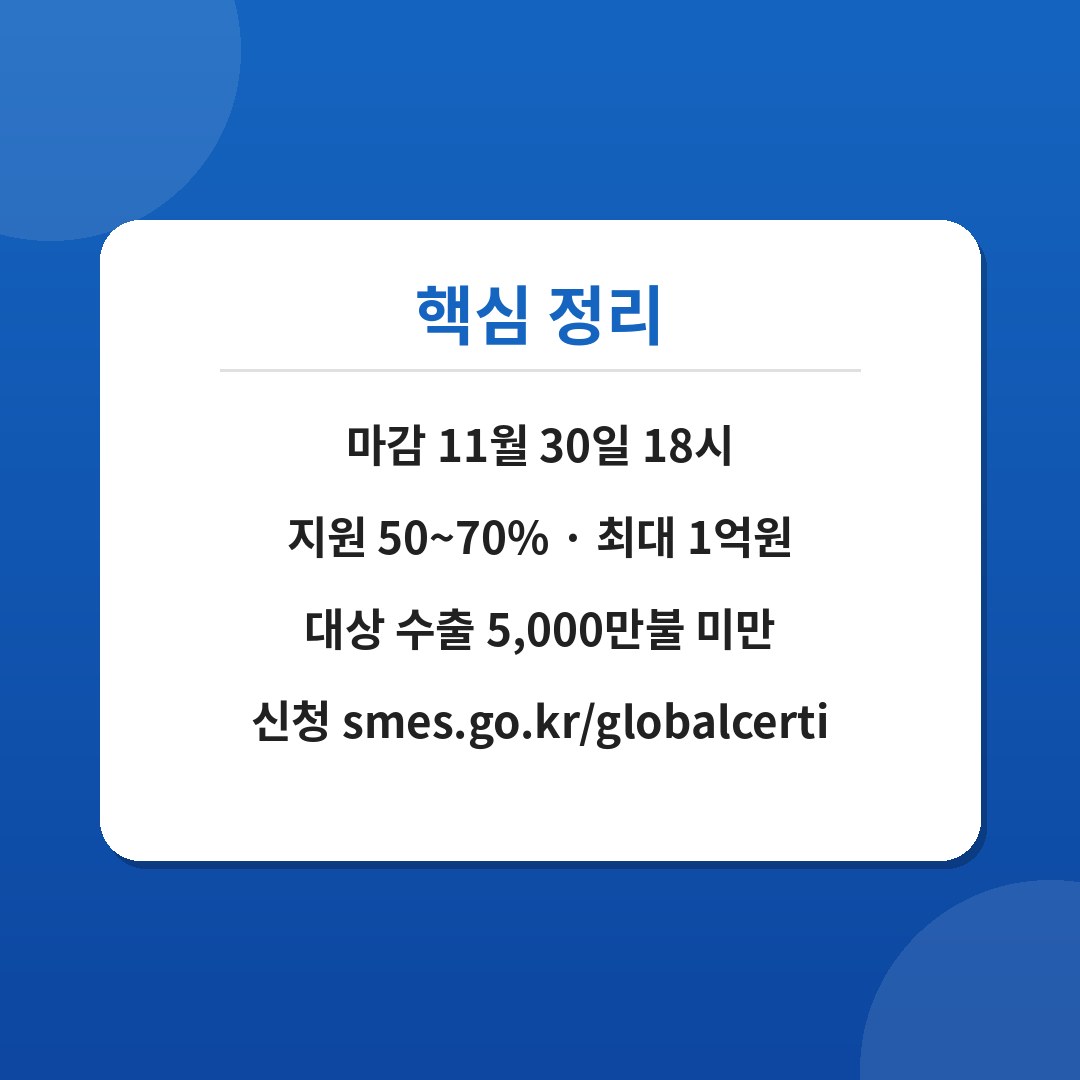 핵심 정리
마감 11월 30일 18시
지원 50~70% · 최대 1억원
대상 수출 5,000만불 미만
신청 smes.go.kr/globalcerti